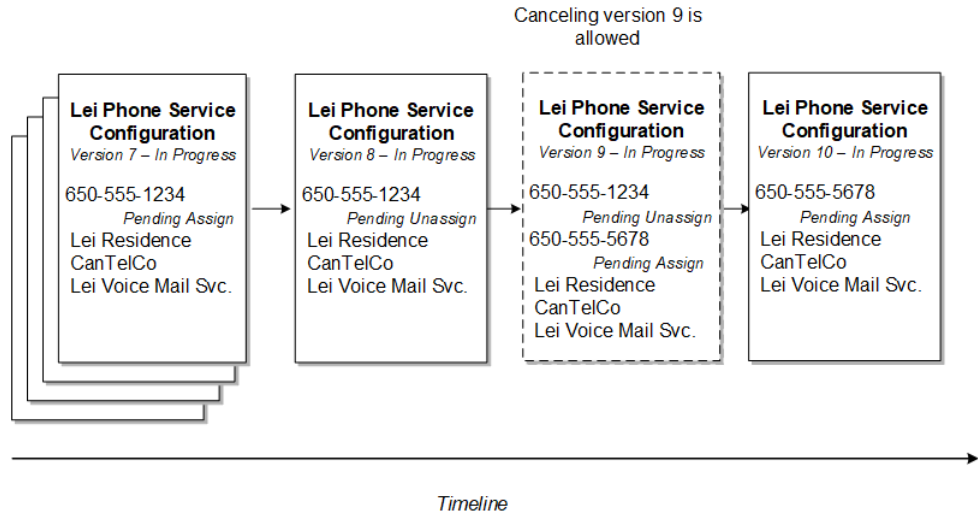 Canceling version 9 is
allowed
Lei Phone Service
Configuration
Version 7 – In Progress
650-555-1234
Pending Assign
Lei Residence
CanTelCo
Lei Voice Mail Svc.
Lei Phone Service
Configuration
Version 8 – In Progress
650-555-1234
Pending Unassign
Lei Residence
CanTelCo
Lei Voice Mail Svc.
Lei Phone Service
Configuration
Version 9 – In Progress
650-555-1234
Pending Unassign
650-555-5678
Pending Assign
Lei Residence
CanTelCo
Lei Voice Mail Svc.
Lei Phone Service
Configuration
Version 10 – In Progress
650-555-5678
Pending Assign
Lei Residence
CanTelCo
Lei Voice Mail Svc.
Timeline